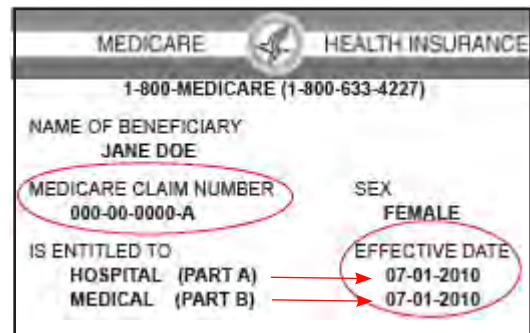 MEDICARE HEALTH INSURANCE
1-800-MEDICARE (1-800-633-4227)
NAME OF BENEFICIARY
JANE DOE
MEDICARE CLAIM NUMBER SEX
000-00-0000-A FEMALE
IS ENTITLED TO EFFECTIVE DATE
HOSPITAL (PART A) 07-01-2010
MEDICAL (PART B) 07-01-2010